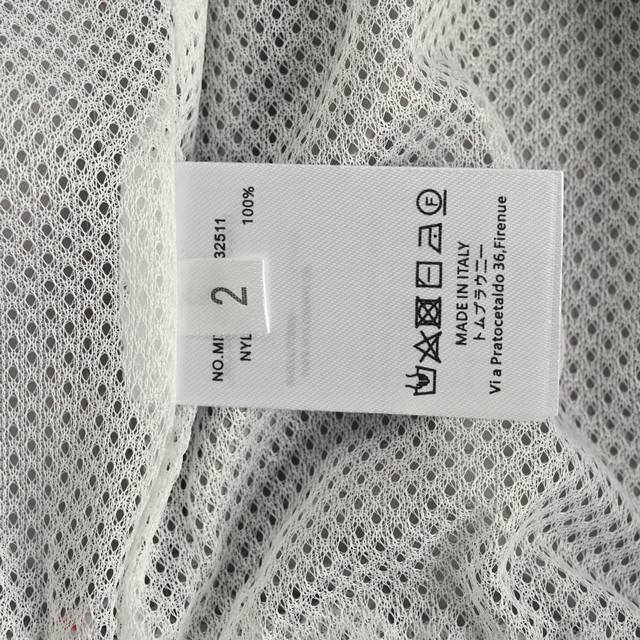 NO.MI 32511
NYL 100%
2
F
MADE IN ITALY
トムブラウニー
Via Pratocetaldo 36,Firenue